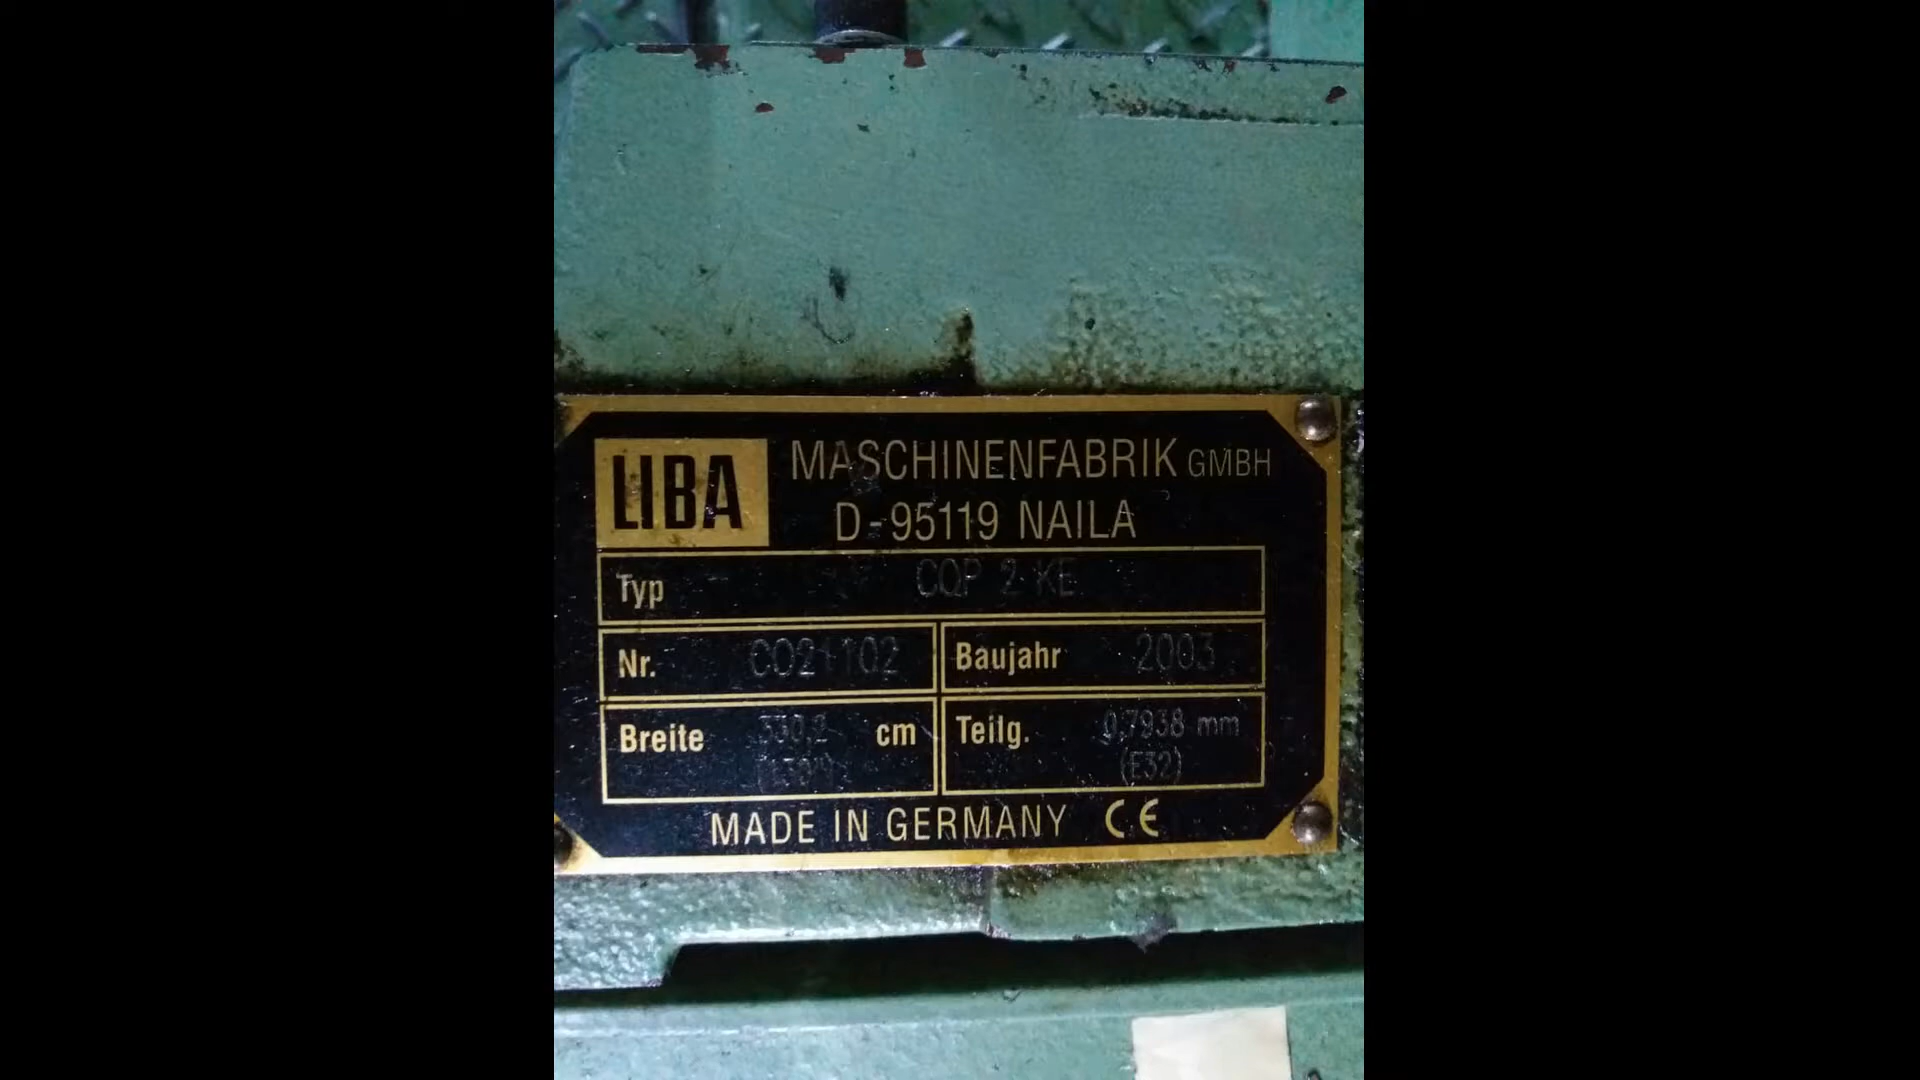 LIBA MASCHINENFABRIK GMBH
D-95119 NAILA
Typ COP 2 KE
Nr. Baujahr 2003
Breite 330,2 cm Teilg. 0,7938 mm
(E32)
MADE IN GERMANY CE